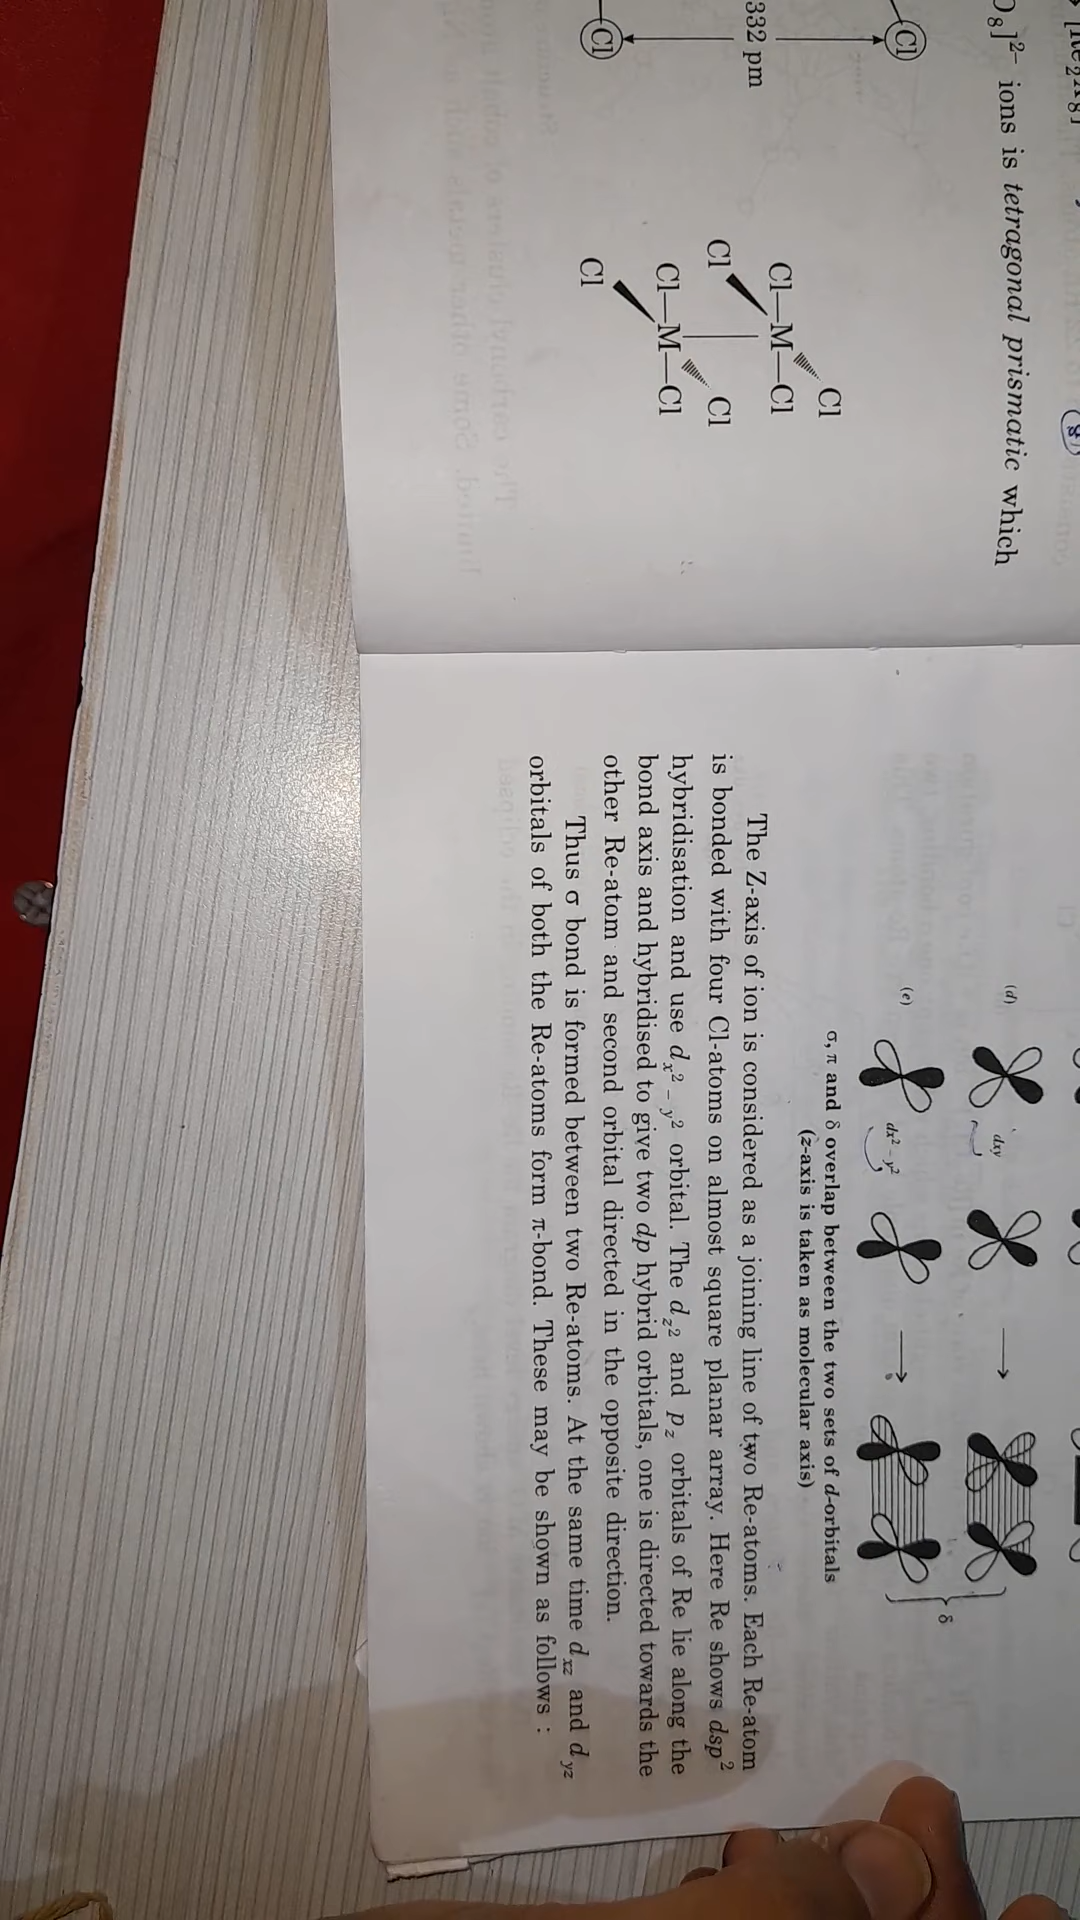 O₈]²⁻ ions is tetragonal prismatic which
Cl
332 pm
Cl
Cl
Cl—M—Cl
Cl
Cl
Cl—M—Cl
Cl
(d)
dxy
(e)
dx² – y²
δ
σ, π and δ overlap between the two sets of d-orbitals
(z-axis is taken as molecular axis)
The Z-axis of ion is considered as a joining line of two Re-atoms. Each Re-atom
is bonded with four Cl-atoms on almost square planar array. Here Re shows dsp²
hybridisation and use dₓ² – y² orbital. The d_z² and p_z orbitals of Re lie along the
bond axis and hybridised to give two dp hybrid orbitals, one is directed towards the
other Re-atom and second orbital directed in the opposite direction.
Thus σ bond is formed between two Re-atoms. At the same time d_xz and d_yz
orbitals of both the Re-atoms form π-bond. These may be shown as follows :